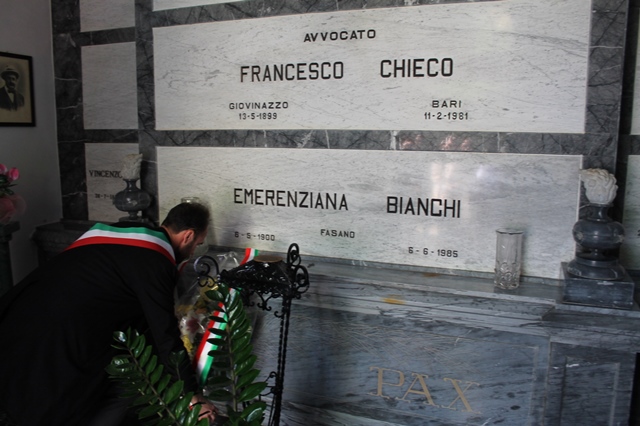 AVVOCATO
FRANCESCO CHIECO
GIOVINAZZO BARI
13-5-1899 11-2-1981
VINCENZO
EMERENZIANA BIANCHI
8-5-1900 FASANO 6-6-1985
PAX